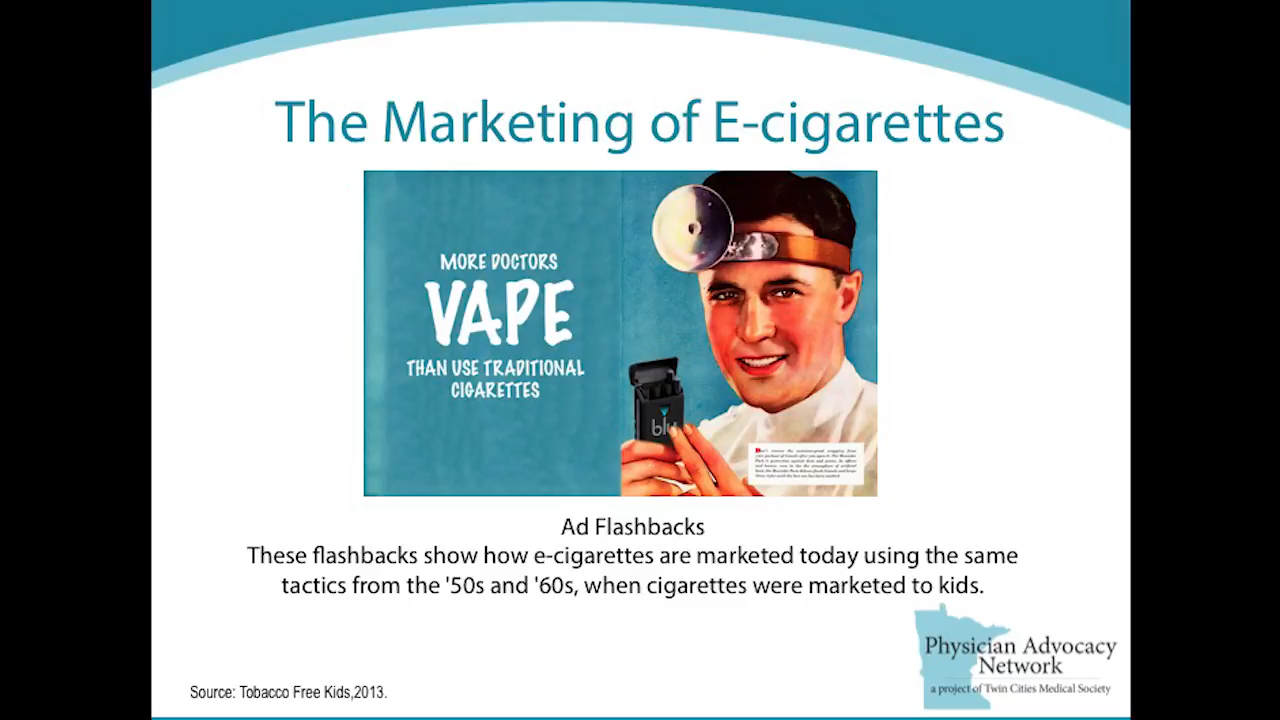 The Marketing of E-cigarettes
MORE DOCTORS
VAPE
THAN USE TRADITIONAL
CIGARETTES
blu
Ad Flashbacks
These flashbacks show how e-cigarettes are marketed today using the same
tactics from the '50s and '60s, when cigarettes were marketed to kids.
Physician Advocacy
Network
a project of Twin Cities Medical Society
Source: Tobacco Free Kids,2013.